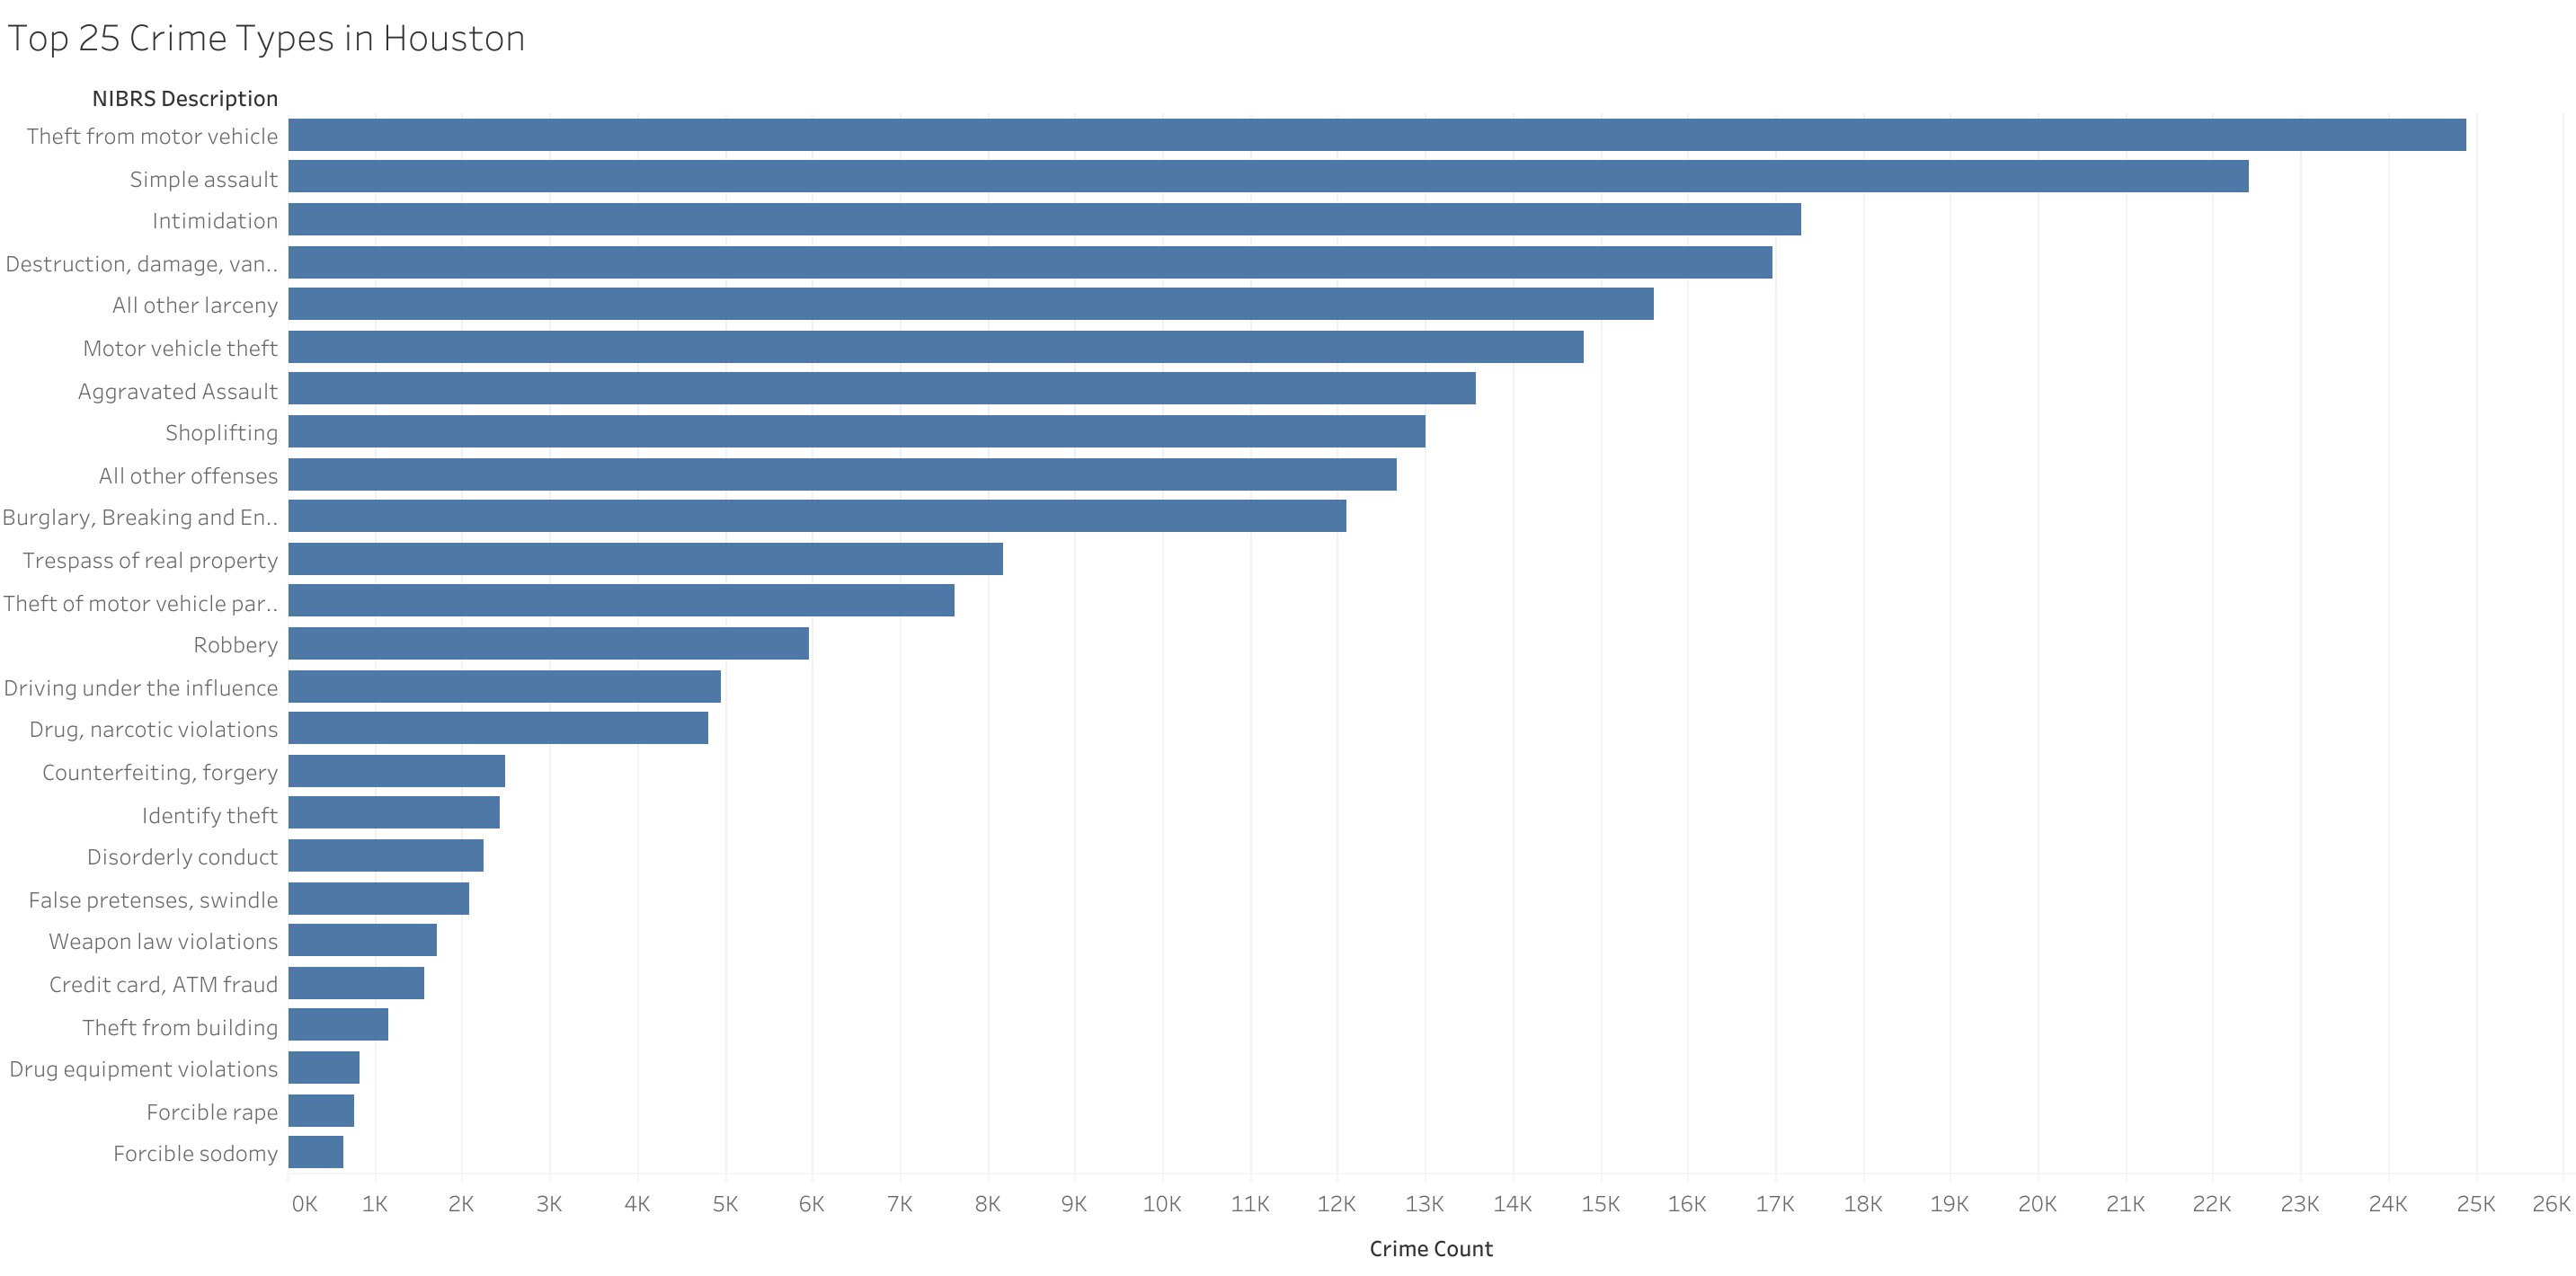 Top 25 Crime Types in Houston
NIBRS Description
Theft from motor vehicle
Simple assault
Intimidation
Destruction, damage, van..
All other larceny
Motor vehicle theft
Aggravated Assault
Shoplifting
All other offenses
Burglary, Breaking and En..
Trespass of real property
Theft of motor vehicle par..
Robbery
Driving under the influence
Drug, narcotic violations
Counterfeiting, forgery
Identify theft
Disorderly conduct
False pretenses, swindle
Weapon law violations
Credit card, ATM fraud
Theft from building
Drug equipment violations
Forcible rape
Forcible sodomy
0K 1K 2K 3K 4K 5K 6K 7K 8K 9K 10K 11K 12K 13K 14K 15K 16K 17K 18K 19K 20K 21K 22K 23K 24K 25K 26K
Crime Count